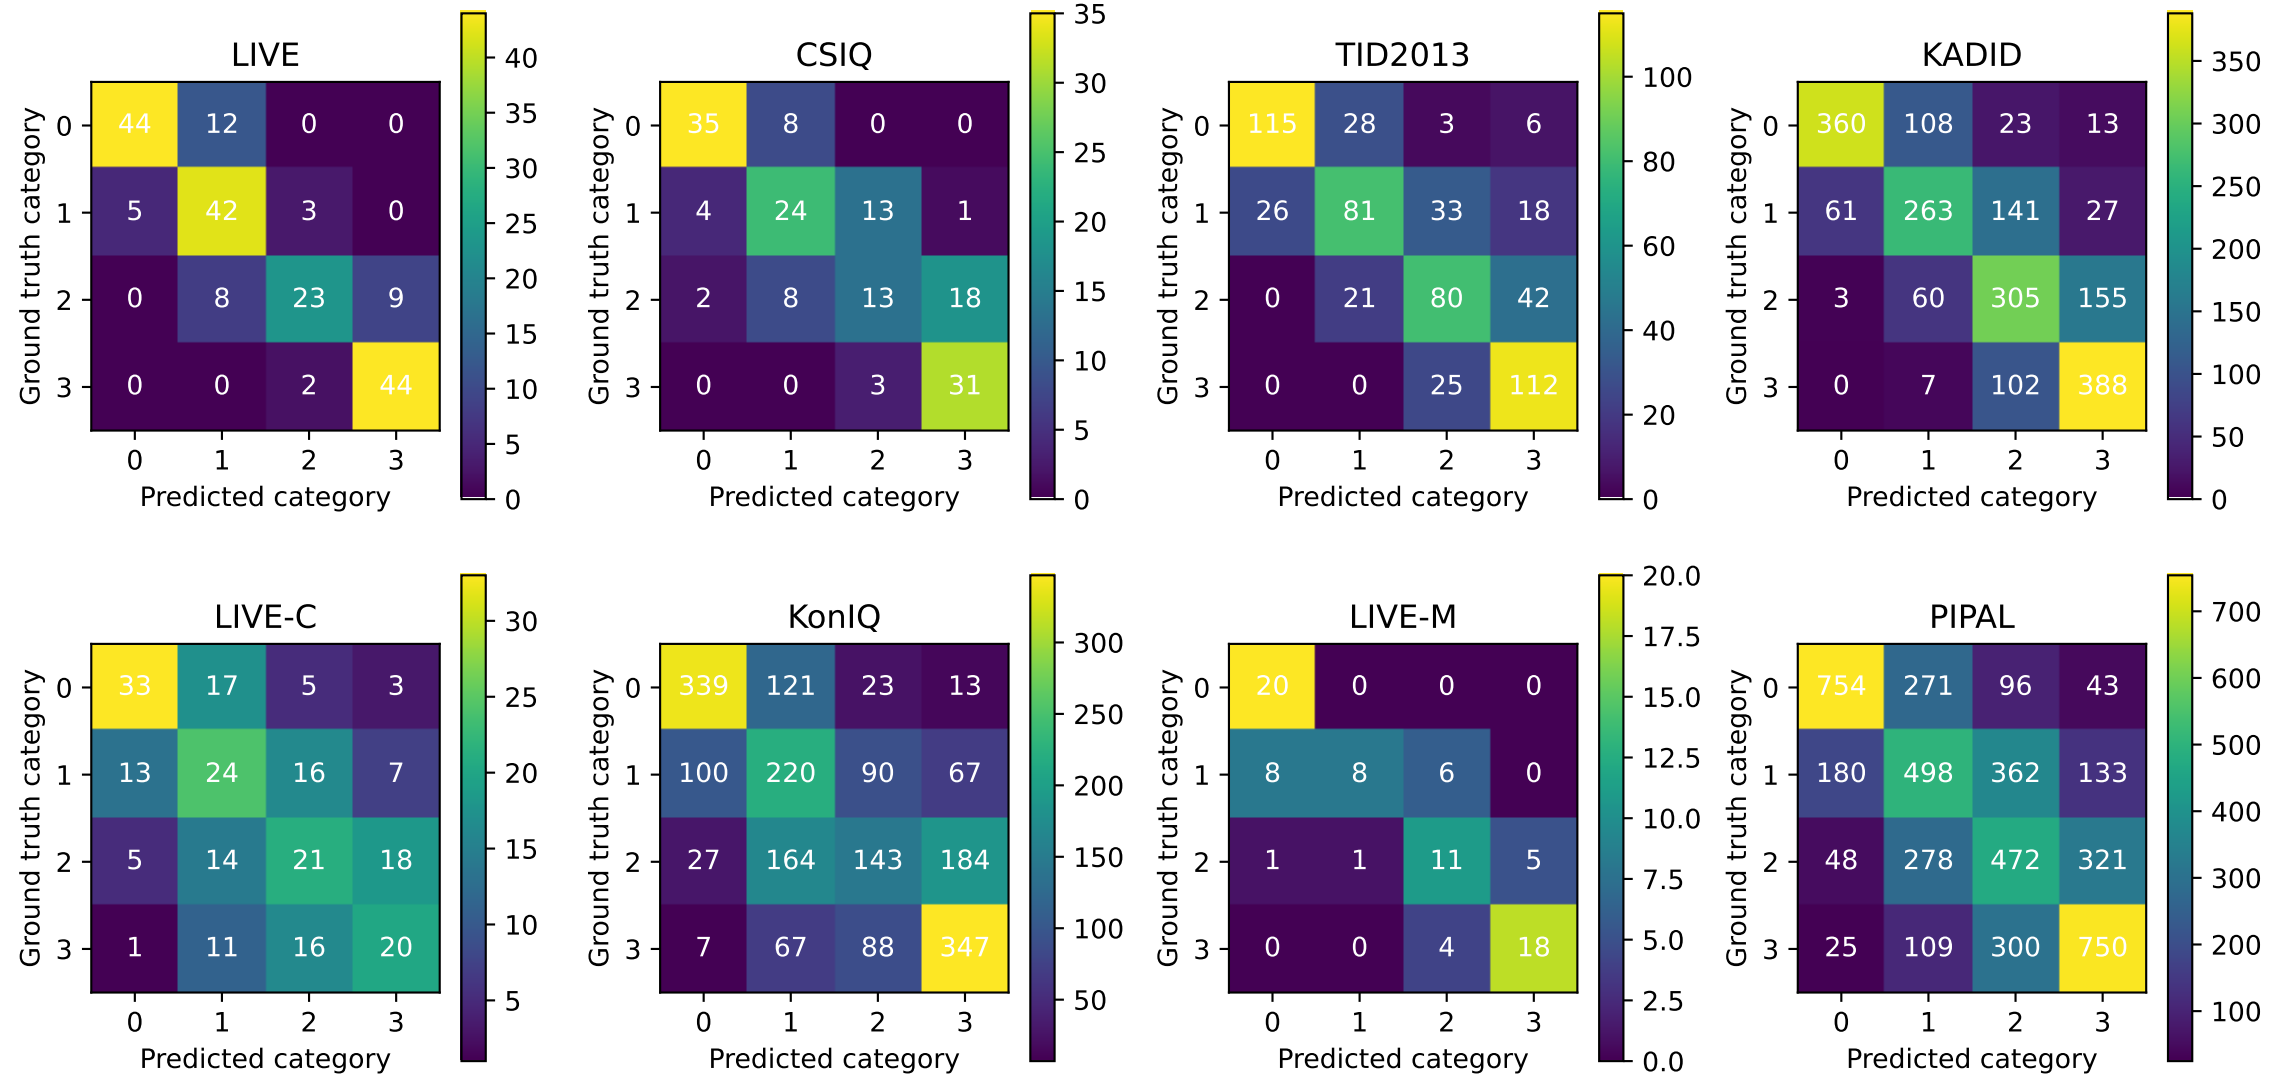 LIVE
Ground truth category
0 44 12 0 0
1 5 42 3 0
2 0 8 23 9
3 0 0 2 44
0 1 2 3
Predicted category
40
35
30
25
20
15
10
5
0
CSIQ
Ground truth category
0 35 8 0 0
1 4 24 13 1
2 2 8 13 18
3 0 0 3 31
0 1 2 3
Predicted category
35
30
25
20
15
10
5
0
TID2013
Ground truth category
0 115 28 3 6
1 26 81 33 18
2 0 21 80 42
3 0 0 25 112
0 1 2 3
Predicted category
100
80
60
40
20
0
KADID
Ground truth category
0 360 108 23 13
1 61 263 141 27
2 3 60 305 155
3 0 7 102 388
0 1 2 3
Predicted category
350
300
250
200
150
100
50
0
LIVE-C
Ground truth category
0 33 17 5 3
1 13 24 16 7
2 5 14 21 18
3 1 11 16 20
0 1 2 3
Predicted category
30
25
20
15
10
5
KonIQ
Ground truth category
0 339 121 23 13
1 100 220 90 67
2 27 164 143 184
3 7 67 88 347
0 1 2 3
Predicted category
300
250
200
150
100
50
LIVE-M
Ground truth category
0 20 0 0 0
1 8 8 6 0
2 1 1 11 5
3 0 0 4 18
0 1 2 3
Predicted category
20.0
17.5
15.0
12.5
10.0
7.5
5.0
2.5
0.0
PIPAL
Ground truth category
0 754 271 96 43
1 180 498 362 133
2 48 278 472 321
3 25 109 300 750
0 1 2 3
Predicted category
700
600
500
400
300
200
100